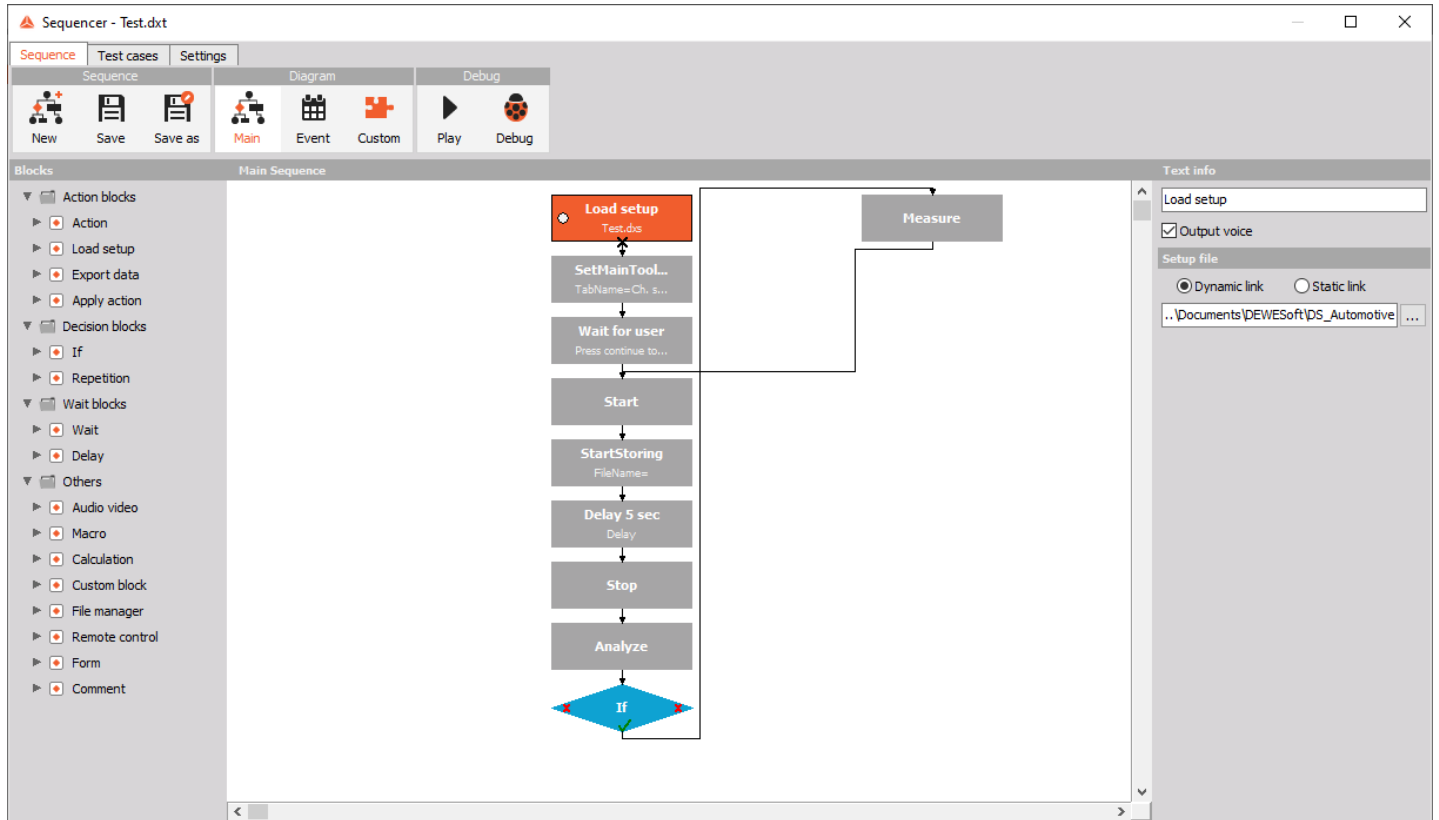 Sequencer - Test.dxt
Sequence Test cases Settings
Sequence Diagram Debug
New Save Save as Main Event Custom Play Debug
Blocks
Main Sequence
Text info
Action blocks
Action
Load setup
Export data
Apply action
Decision blocks
If
Repetition
Wait blocks
Wait
Delay
Others
Audio video
Macro
Calculation
Custom block
File manager
Remote control
Form
Comment
Load setup
Test.dxs
SetMainTool...
TabName=Ch. s...
Wait for user
Press continue to...
Start
StartStoring
FileName=
Delay 5 sec
Delay
Stop
Analyze
If
Measure
Load setup
Output voice
Setup file
Dynamic link Static link
..\Documents\DEWESoft\DS_Automotive ...